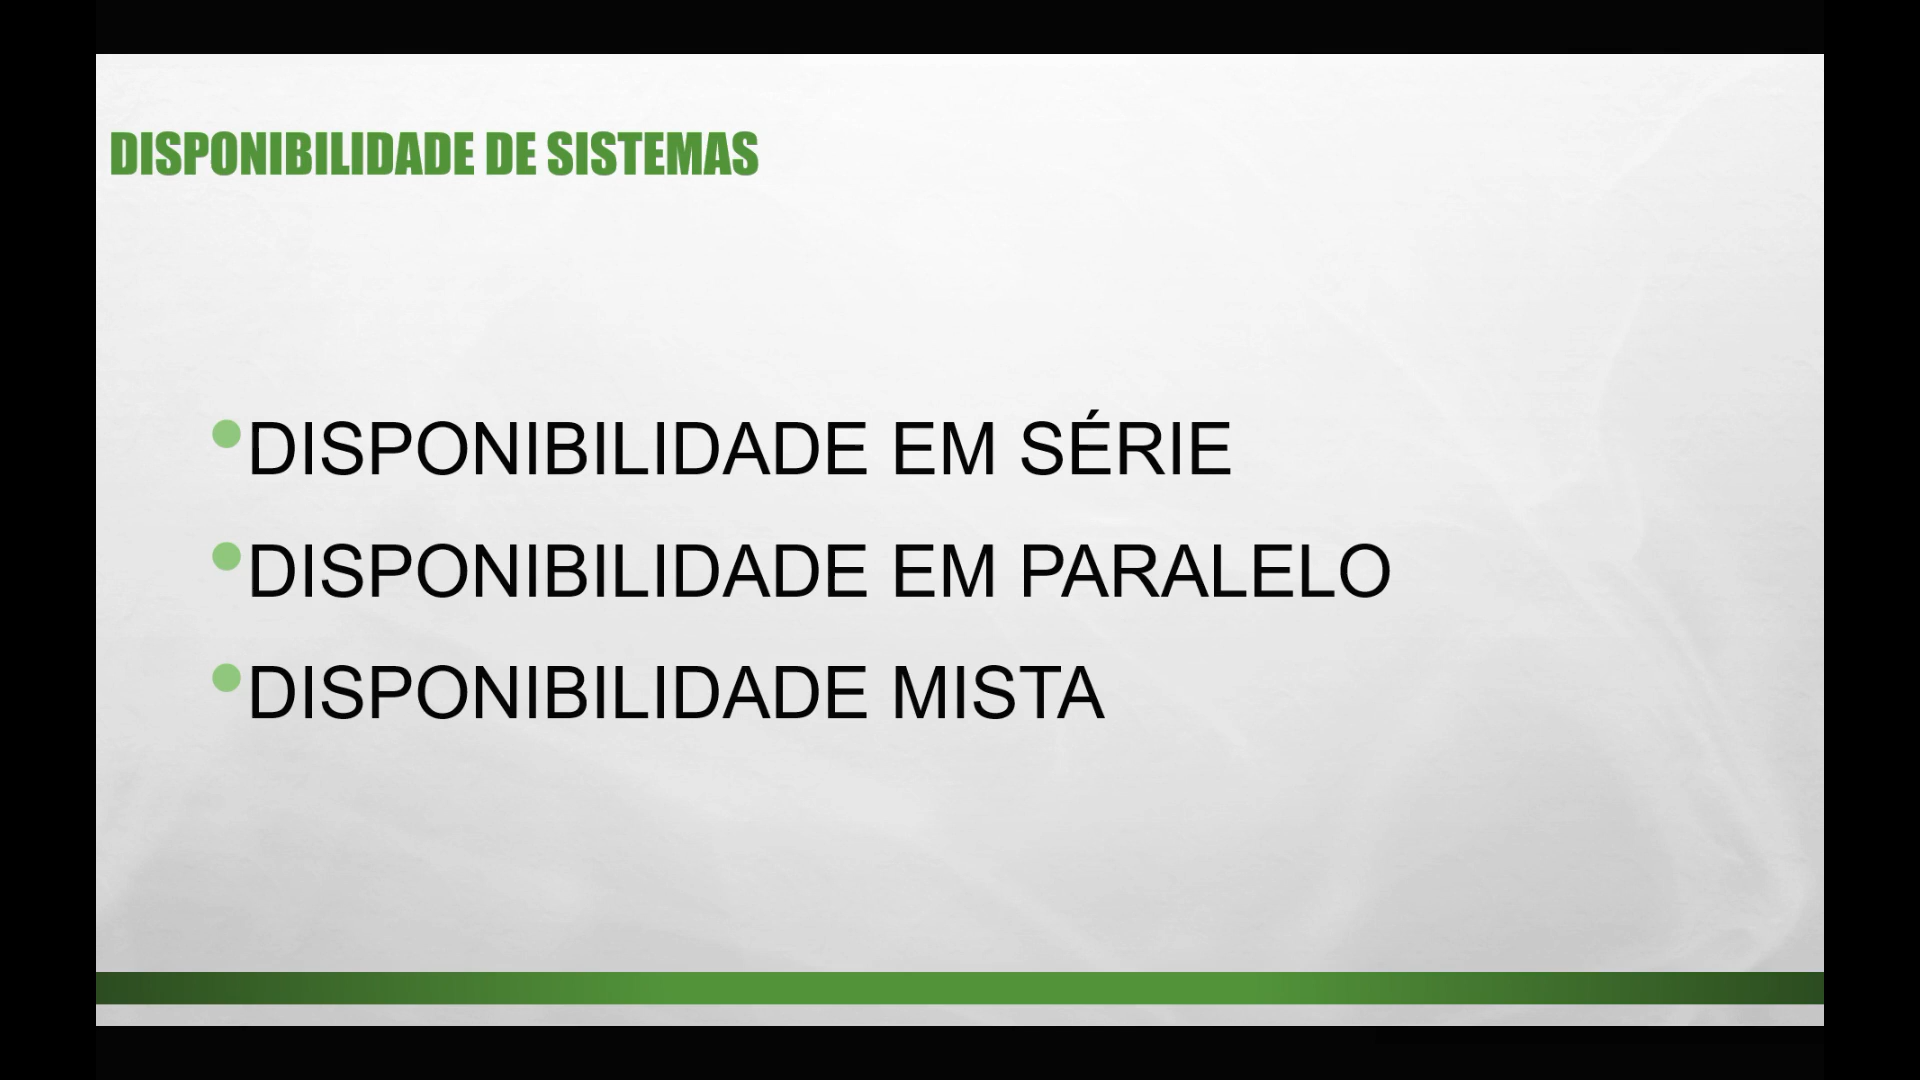 DISPONIBILIDADE DE SISTEMAS
•DISPONIBILIDADE EM SÉRIE
•DISPONIBILIDADE EM PARALELO
•DISPONIBILIDADE MISTA